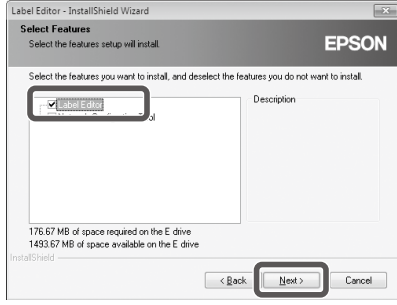 Label Editor - InstallShield Wizard
Select Features
Select the features setup will install.
EPSON
Select the features you want to install, and deselect the features you do not want to install.
Label Editor
Description
176.67 MB of space required on the E drive
1493.67 MB of space available on the E drive
InstallShield
< Back
Next >
Cancel